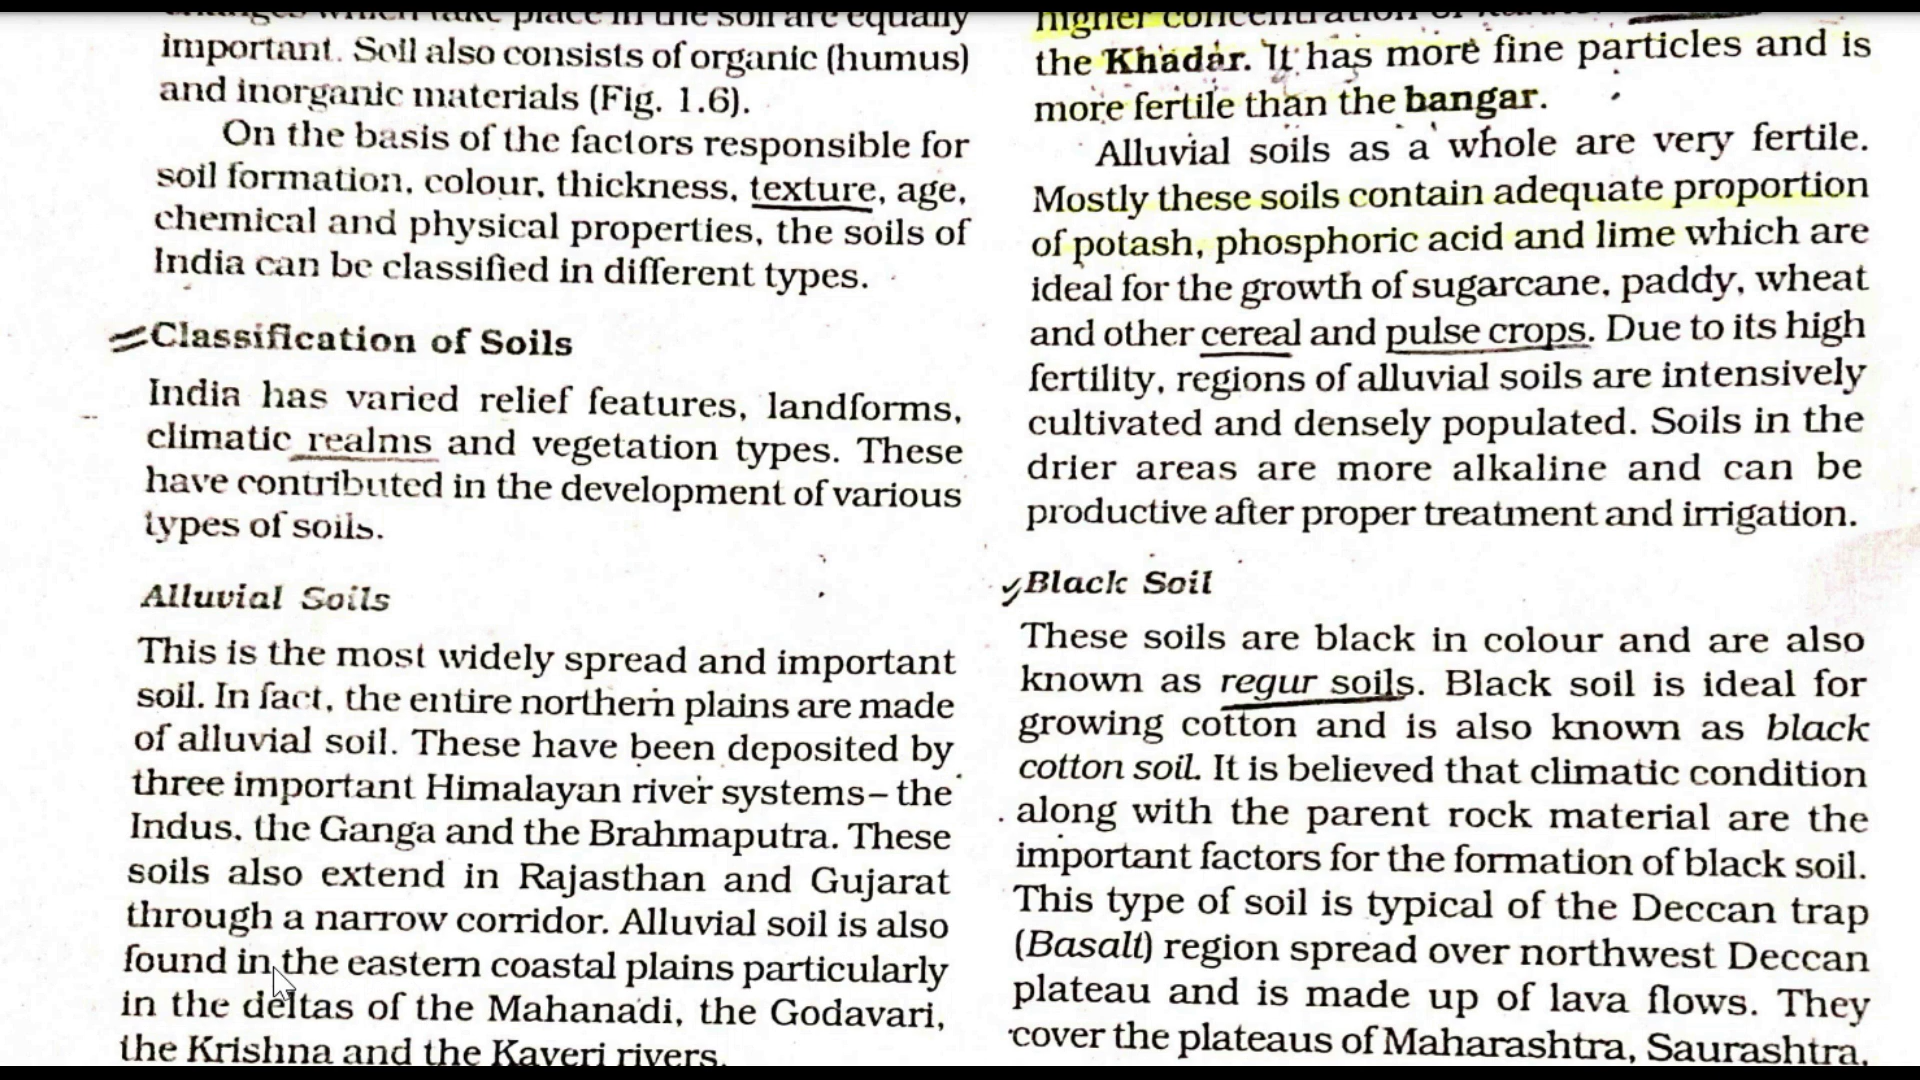 changes which take place in the soil are equally
important. Soil also consists of organic (humus)
and inorganic materials (Fig. 1.6).
On the basis of the factors responsible for
soil formation, colour, thickness, texture, age,
chemical and physical properties, the soils of
India can be classified in different types.
Classification of Soils
India has varied relief features, landforms,
climatic realms and vegetation types. These
have contributed in the development of various
types of soils.
Alluvial Soils
This is the most widely spread and important
soil. In fact, the entire northern plains are made
of alluvial soil. These have been deposited by
three important Himalayan river systems– the
Indus, the Ganga and the Brahmaputra. These
soils also extend in Rajasthan and Gujarat
through a narrow corridor. Alluvial soil is also
found in the eastern coastal plains particularly
in the deltas of the Mahanadi, the Godavari,
the Krishna and the Kaveri rivers.
higher concentration of
the Khadar. It has more fine particles and is
more fertile than the bangar.
Alluvial soils as a whole are very fertile.
Mostly these soils contain adequate proportion
of potash, phosphoric acid and lime which are
ideal for the growth of sugarcane, paddy, wheat
and other cereal and pulse crops. Due to its high
fertility, regions of alluvial soils are intensively
cultivated and densely populated. Soils in the
drier areas are more alkaline and can be
productive after proper treatment and irrigation.
Black Soil
These soils are black in colour and are also
known as regur soils. Black soil is ideal for
growing cotton and is also known as black
cotton soil. It is believed that climatic condition
along with the parent rock material are the
important factors for the formation of black soil.
This type of soil is typical of the Deccan trap
(Basalt) region spread over northwest Deccan
plateau and is made up of lava flows. They
cover the plateaus of Maharashtra, Saurashtra,